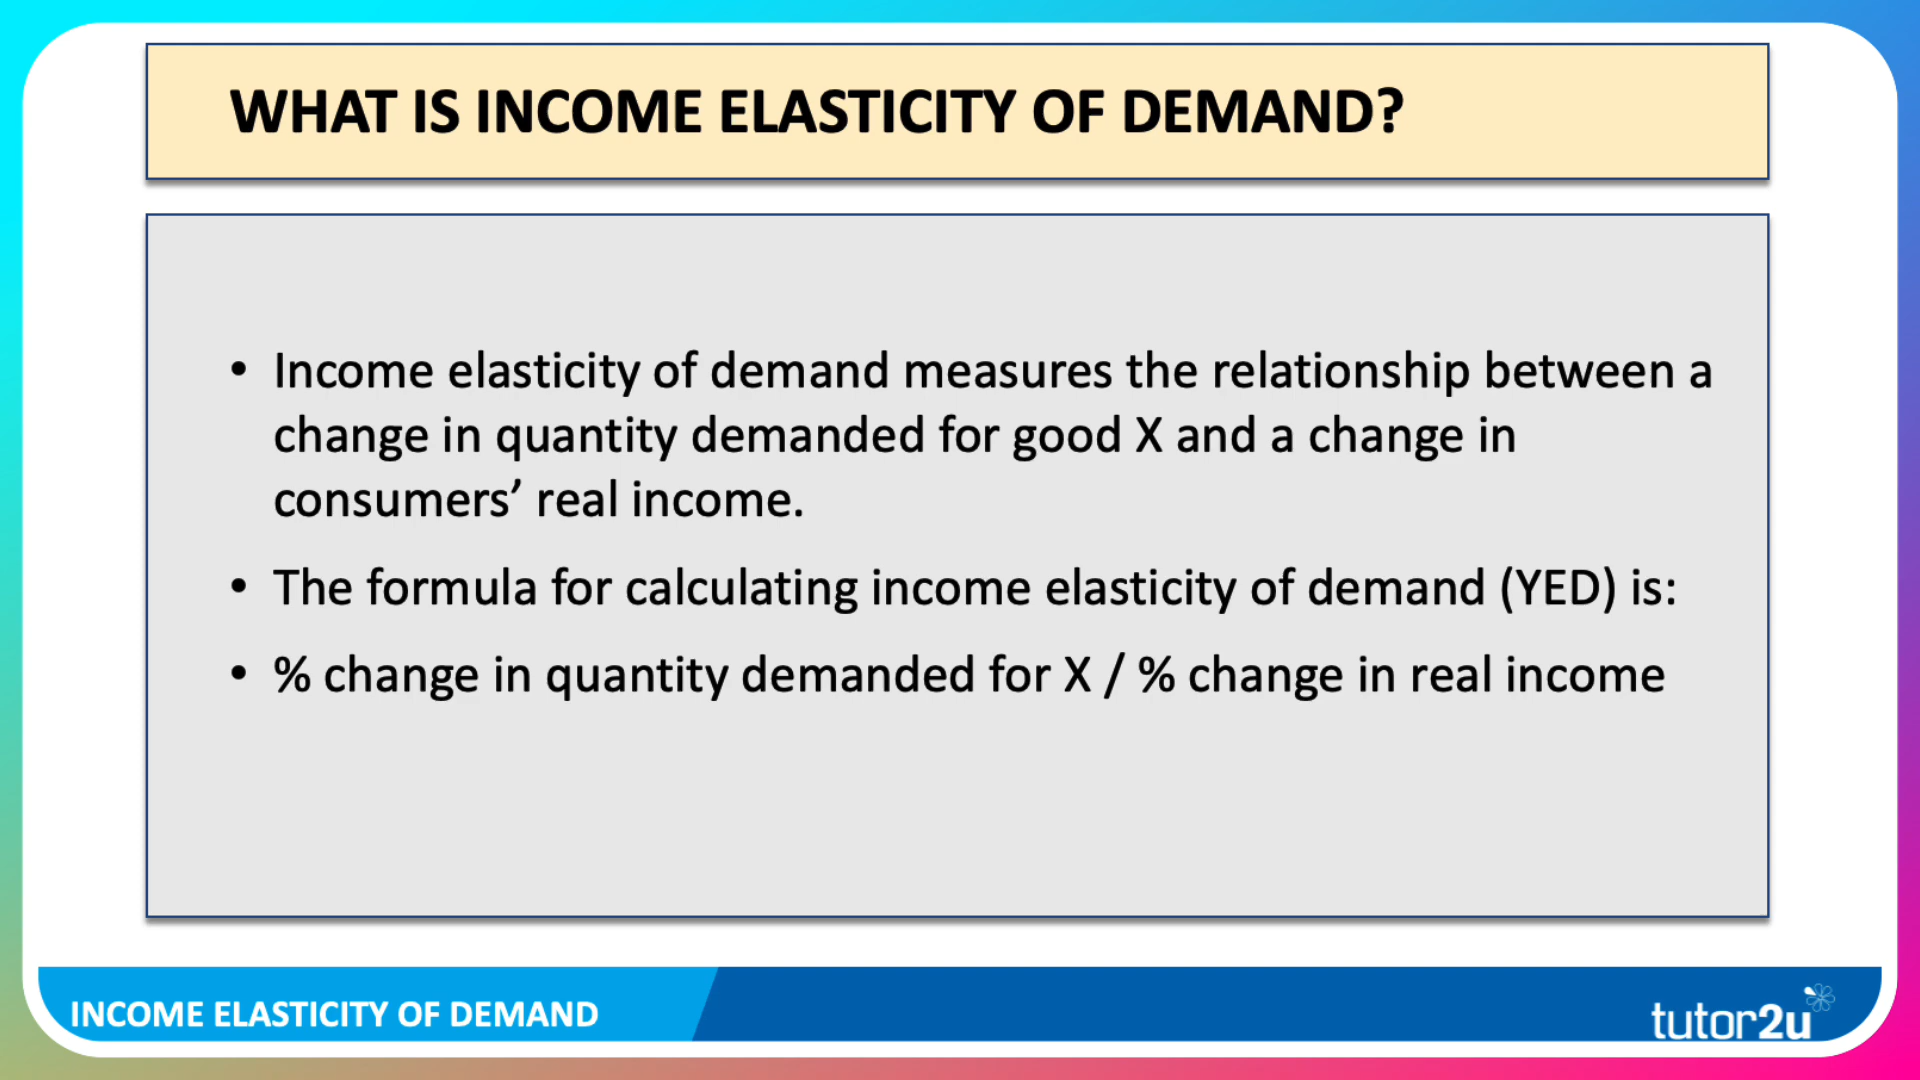 WHAT IS INCOME ELASTICITY OF DEMAND?
• Income elasticity of demand measures the relationship between a
change in quantity demanded for good X and a change in
consumers’ real income.
• The formula for calculating income elasticity of demand (YED) is:
• % change in quantity demanded for X / % change in real income
INCOME ELASTICITY OF DEMAND
tutor2u